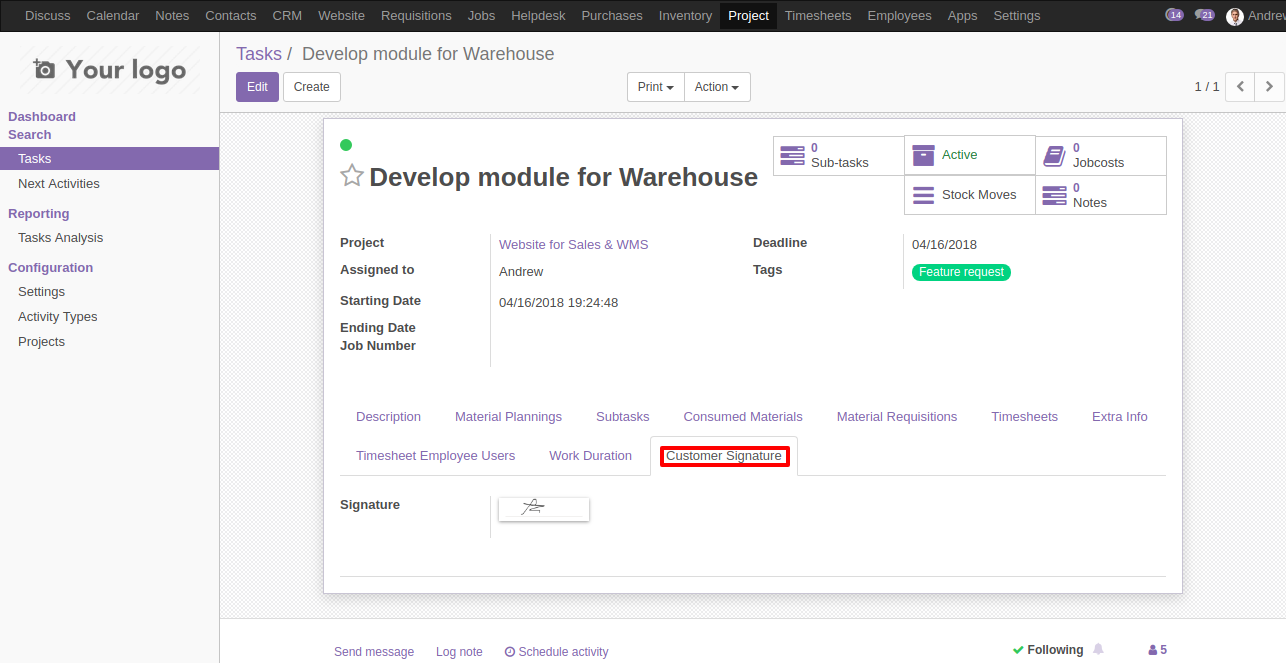 Discuss Calendar Notes Contacts CRM Website Requisitions Jobs Helpdesk Purchases Inventory Project Timesheets Employees Apps Settings 14 21 Andrew
Your logo
Tasks / Develop module for Warehouse
Edit Create Print Action 1 / 1
Dashboard
Search
Tasks
Next Activities
Reporting
Tasks Analysis
Configuration
Settings
Activity Types
Projects
0 Sub-tasks
Active
0 Jobcosts
Stock Moves
0 Notes
Develop module for Warehouse
Project Website for Sales & WMS
Assigned to Andrew
Starting Date 04/16/2018 19:24:48
Ending Date
Job Number
Deadline 04/16/2018
Tags Feature request
Description Material Plannings Subtasks Consumed Materials Material Requisitions Timesheets Extra Info
Timesheet Employee Users Work Duration Customer Signature
Signature
Send message Log note Schedule activity Following 5